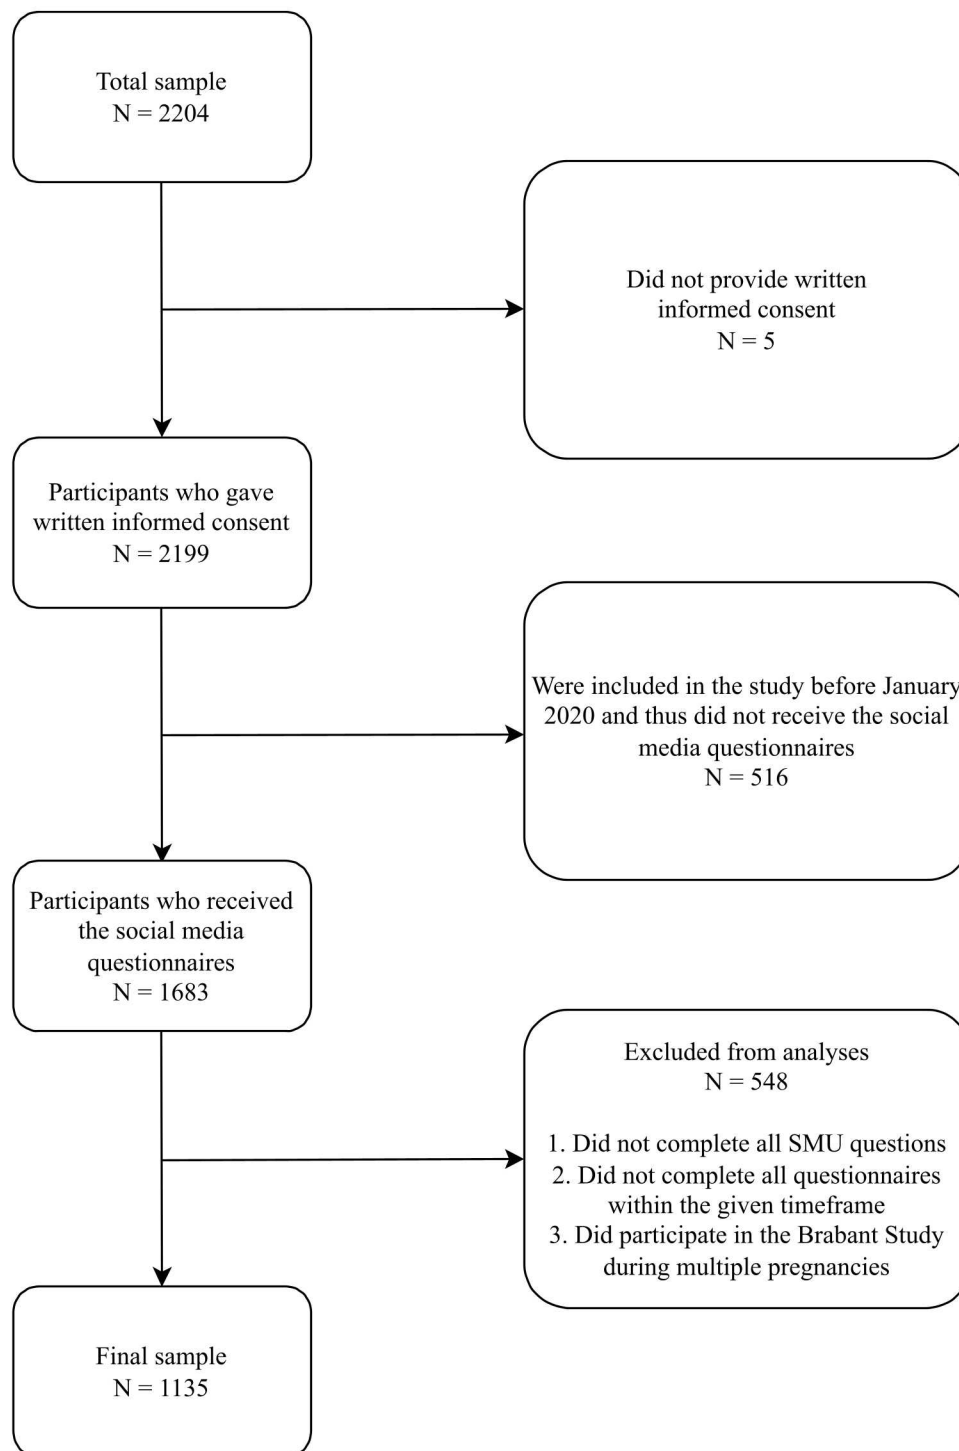 Total sample
N = 2204
Did not provide written
informed consent
N = 5
Participants who gave
written informed consent
N = 2199
Were included in the study before January
2020 and thus did not receive the social
media questionnaires
N = 516
Participants who received
the social media
questionnaires
N = 1683
Excluded from analyses
N = 548
1. Did not complete all SMU questions
2. Did not complete all questionnaires
within the given timeframe
3. Did participate in the Brabant Study
during multiple pregnancies
Final sample
N = 1135